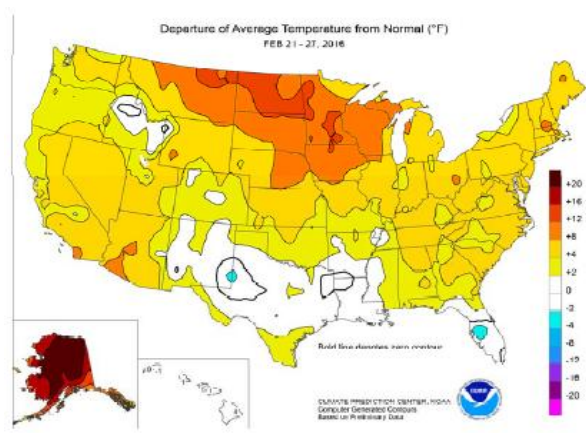 Departure of Average Temperature from Normal (°F)
FEB 21 - 27, 2016
+20
+16
+12
+8
+4
+2
0
-2
-4
-8
-12
-16
-20
Bold line denotes zero contour
CLIMATE PREDICTION CENTER, NOAA
Computer Generated Contours
Based on Preliminary Data